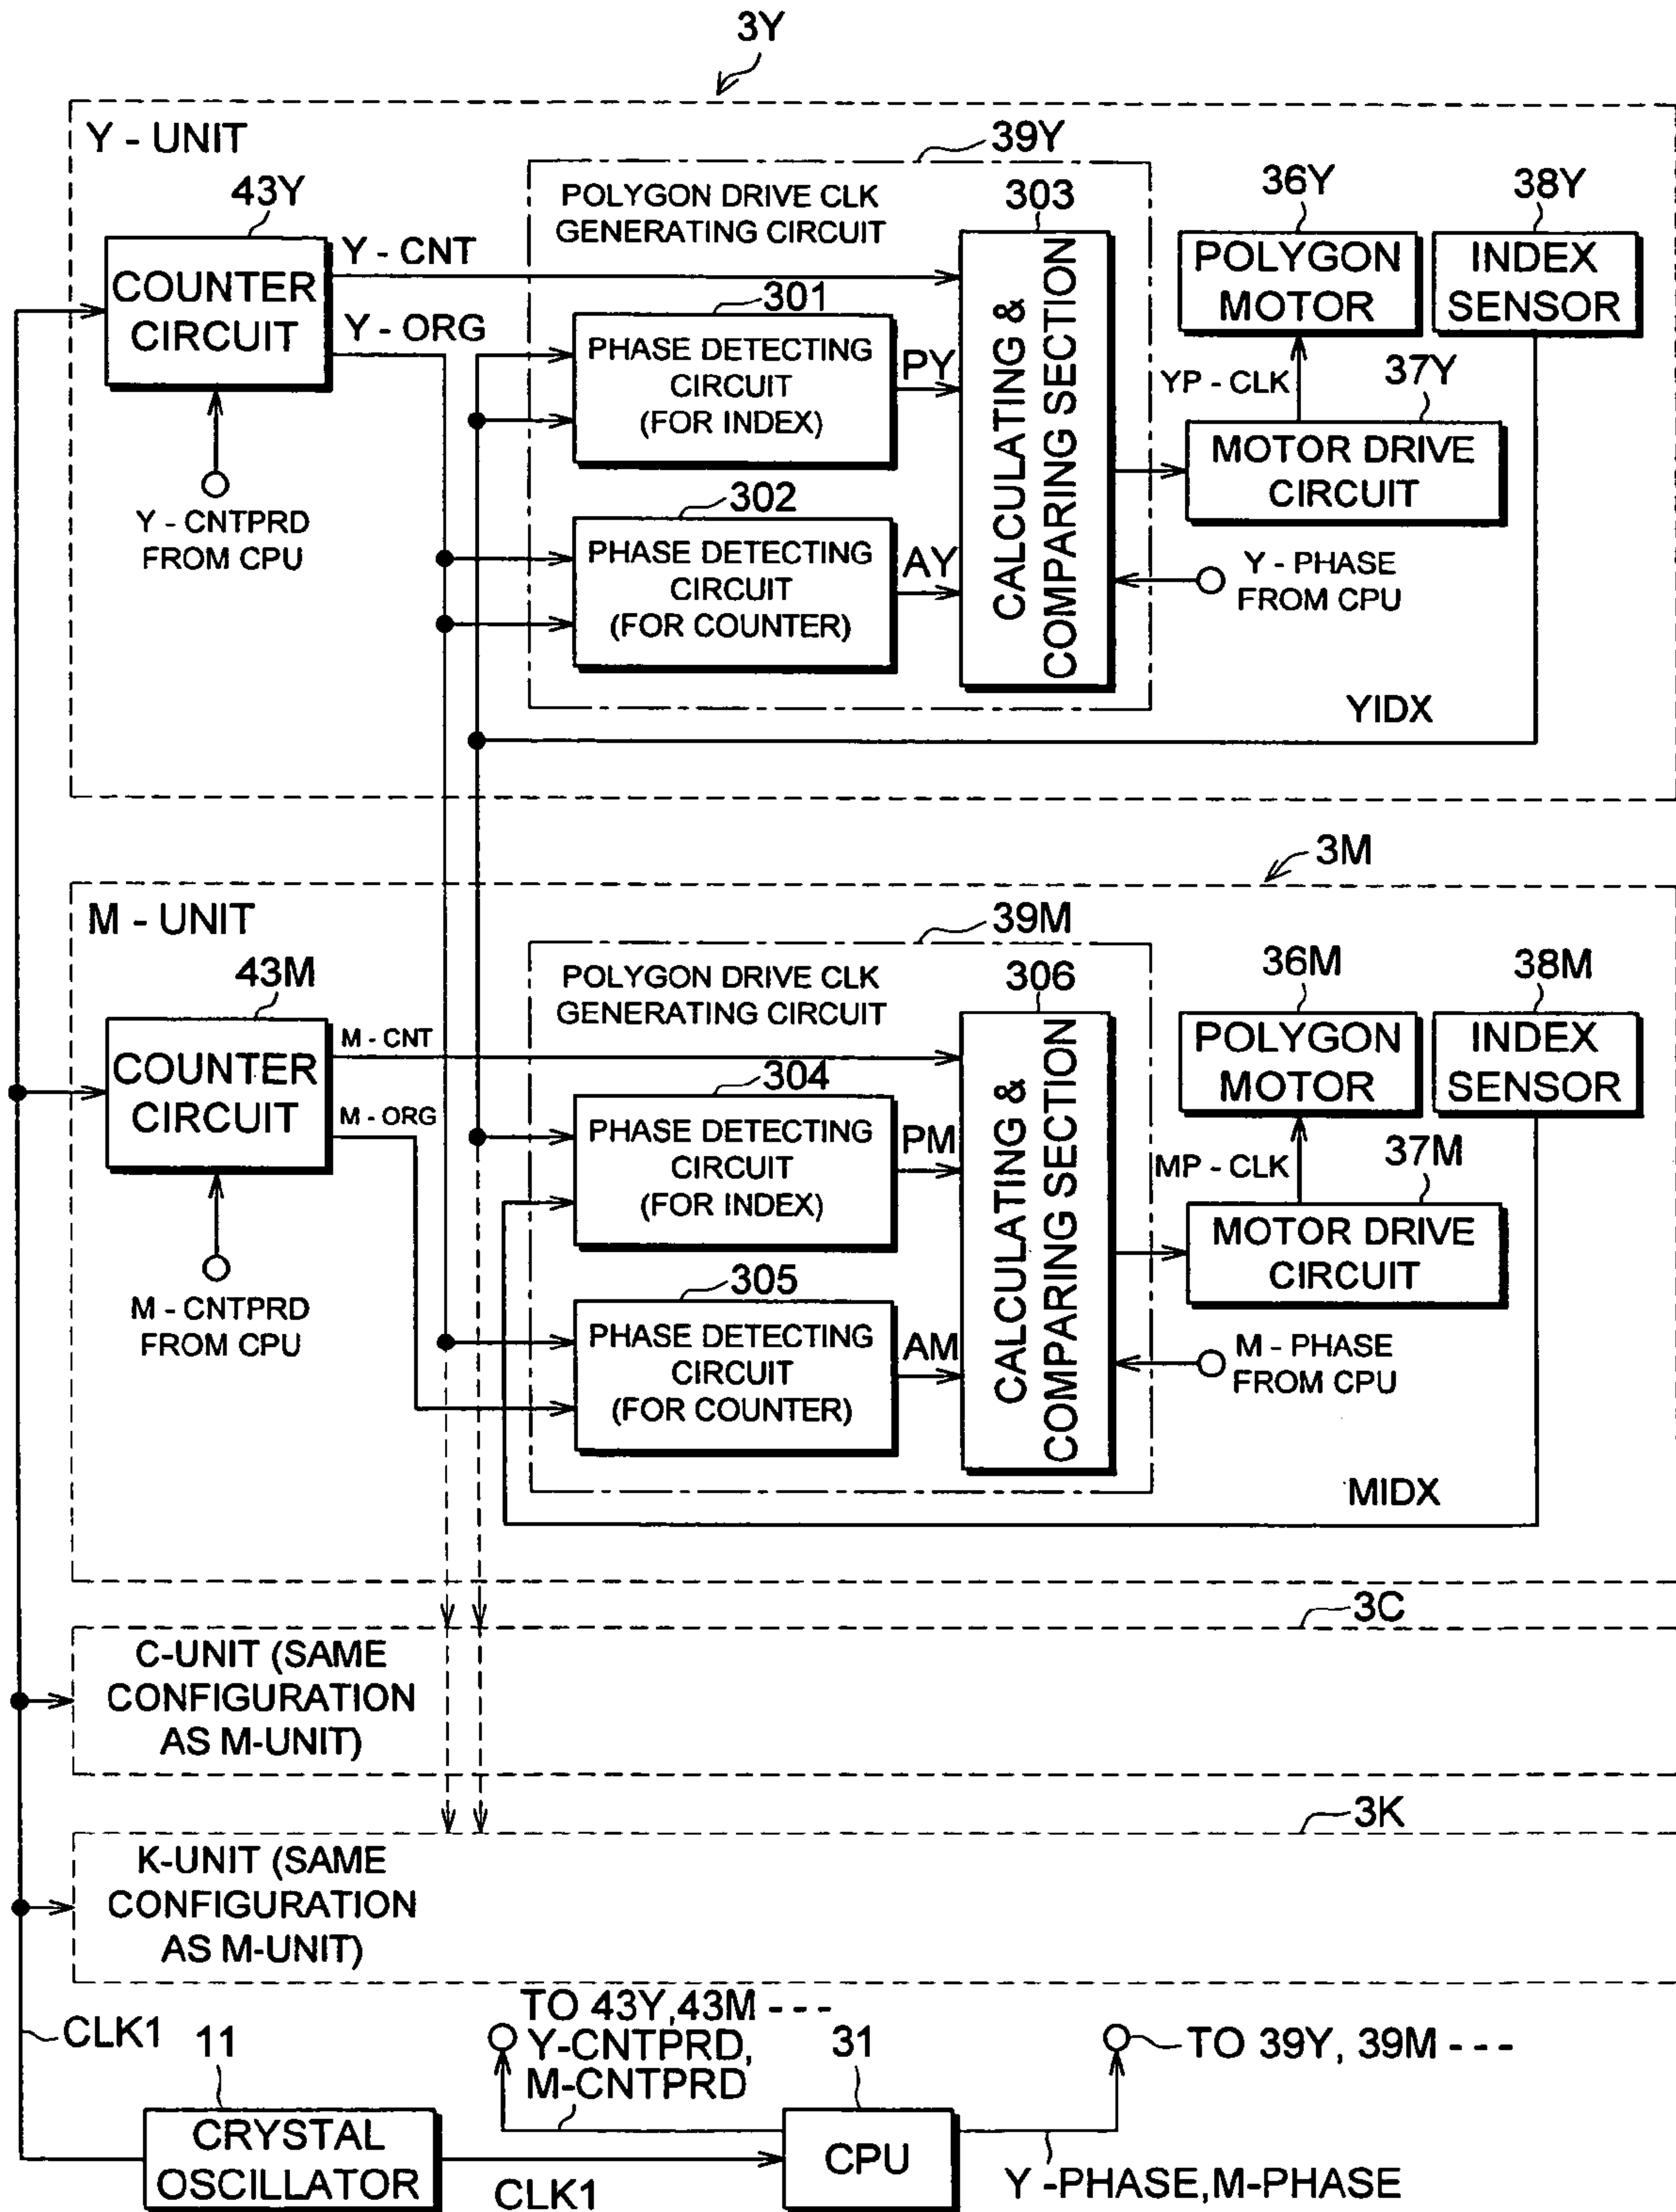 3Y
Y - UNIT
39Y
43Y
POLYGON DRIVE CLK
GENERATING CIRCUIT
303
36Y
38Y
COUNTER
CIRCUIT
Y - CNT
Y - ORG
301
PHASE DETECTING
CIRCUIT
(FOR INDEX)
PY
CALCULATING &
COMPARING SECTION
POLYGON
MOTOR
INDEX
SENSOR
YP - CLK
37Y
MOTOR DRIVE
CIRCUIT
Y - CNTPRD
FROM CPU
302
PHASE DETECTING
CIRCUIT
(FOR COUNTER)
AY
Y - PHASE
FROM CPU
YIDX
3M
M - UNIT
39M
43M
POLYGON DRIVE CLK
GENERATING CIRCUIT
306
36M
38M
COUNTER
CIRCUIT
M - CNT
M - ORG
304
PHASE DETECTING
CIRCUIT
(FOR INDEX)
PM
CALCULATING &
COMPARING SECTION
POLYGON
MOTOR
INDEX
SENSOR
MP - CLK
37M
MOTOR DRIVE
CIRCUIT
M - CNTPRD
FROM CPU
305
PHASE DETECTING
CIRCUIT
(FOR COUNTER)
AM
M - PHASE
FROM CPU
MIDX
3C
C-UNIT (SAME
CONFIGURATION
AS M-UNIT)
3K
K-UNIT (SAME
CONFIGURATION
AS M-UNIT)
CLK1
11
TO 43Y,43M - - -
Y-CNTPRD,
M-CNTPRD
31
TO 39Y, 39M - - -
CRYSTAL
OSCILLATOR
CLK1
CPU
Y -PHASE,M-PHASE